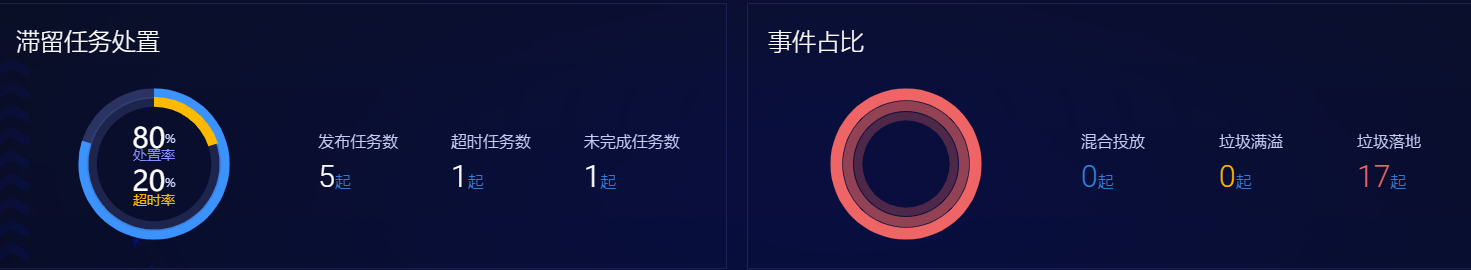 滞留任务处置
80%
处置率
20%
超时率
发布任务数
5起
超时任务数
1起
未完成任务数
1起
事件占比
混合投放
0起
垃圾满溢
0起
垃圾落地
17起